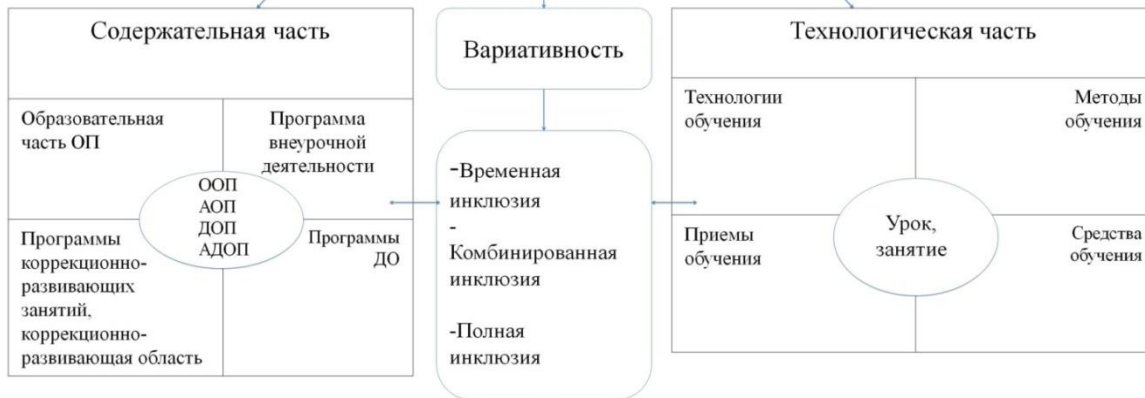 Содержательная часть
Образовательная
часть ОП
Программа
внеурочной
деятельности
ООП
АОП
ДОП
АДОП
Программы
коррекционно-
развивающих
занятий,
коррекционно-
развивающая область
Программы
ДО
Вариативность
-Временная
инклюзия
-
Комбинированная
инклюзия
-Полная
инклюзия
Технологическая часть
Технологии
обучения
Методы
обучения
Урок,
занятие
Приемы
обучения
Средства
обучения